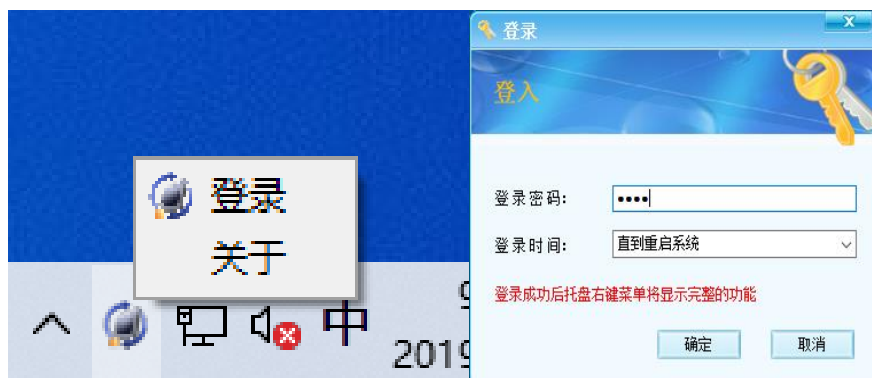 登录
关于
中
2019
登录
登入
登录密码:
••••
登录时间:
直到重启系统
登录成功后托盘右键菜单将显示完整的功能
确定
取消